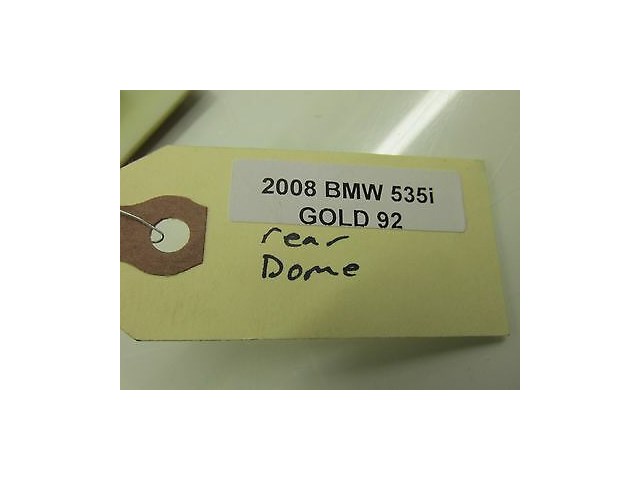 2008 BMW 535i
GOLD 92
rear
Dome